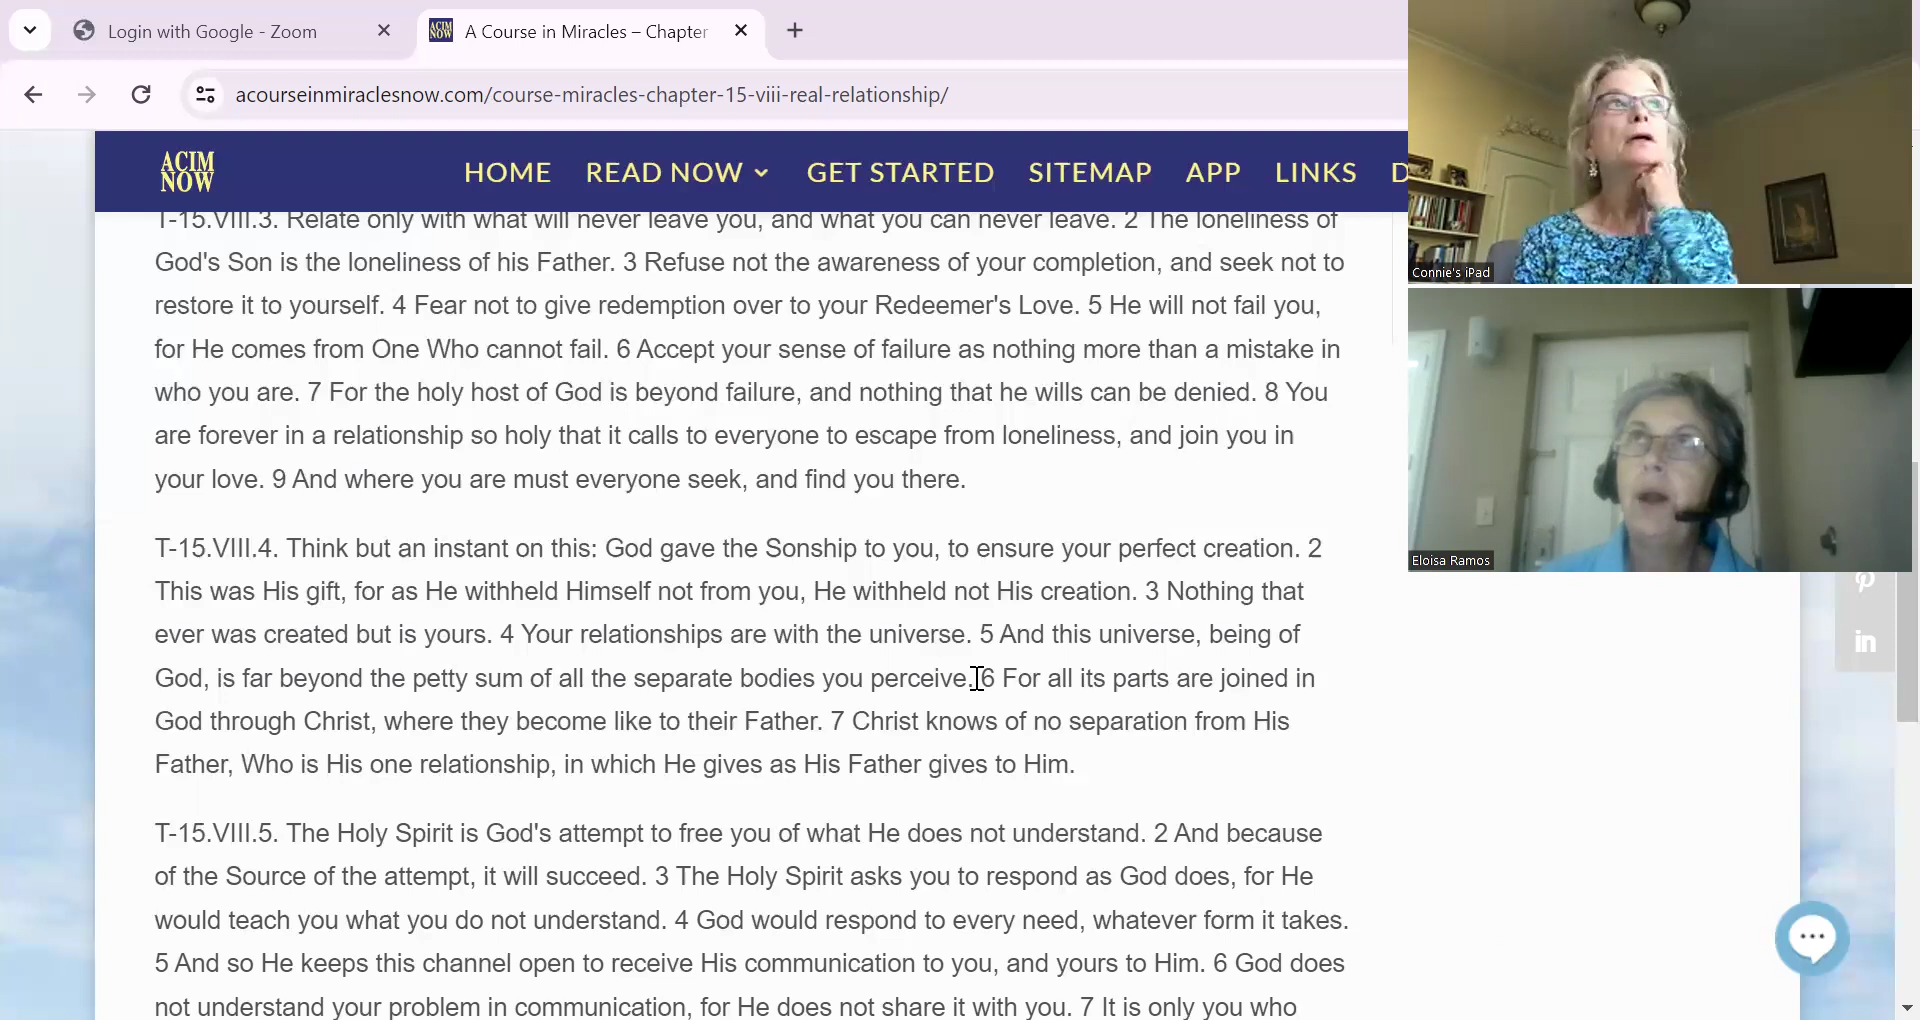 Login with Google - Zoom
A Course in Miracles – Chapter
acourseinmiraclesnow.com/course-miracles-chapter-15-viii-real-relationship/
ACIM
NOW
HOME READ NOW GET STARTED SITEMAP APP LINKS D
T-15.VIII.3. Relate only with what will never leave you, and what you can never leave. 2 The loneliness of
God's Son is the loneliness of his Father. 3 Refuse not the awareness of your completion, and seek not to
restore it to yourself. 4 Fear not to give redemption over to your Redeemer's Love. 5 He will not fail you,
for He comes from One Who cannot fail. 6 Accept your sense of failure as nothing more than a mistake in
who you are. 7 For the holy host of God is beyond failure, and nothing that he wills can be denied. 8 You
are forever in a relationship so holy that it calls to everyone to escape from loneliness, and join you in
your love. 9 And where you are must everyone seek, and find you there.
T-15.VIII.4. Think but an instant on this: God gave the Sonship to you, to ensure your perfect creation. 2
This was His gift, for as He withheld Himself not from you, He withheld not His creation. 3 Nothing that
ever was created but is yours. 4 Your relationships are with the universe. 5 And this universe, being of
God, is far beyond the petty sum of all the separate bodies you perceive. 6 For all its parts are joined in
God through Christ, where they become like to their Father. 7 Christ knows of no separation from His
Father, Who is His one relationship, in which He gives as His Father gives to Him.
T-15.VIII.5. The Holy Spirit is God's attempt to free you of what He does not understand. 2 And because
of the Source of the attempt, it will succeed. 3 The Holy Spirit asks you to respond as God does, for He
would teach you what you do not understand. 4 God would respond to every need, whatever form it takes.
5 And so He keeps this channel open to receive His communication to you, and yours to Him. 6 God does
not understand your problem in communication, for He does not share it with you. 7 It is only you who
Connie's iPad
Eloisa Ramos
in